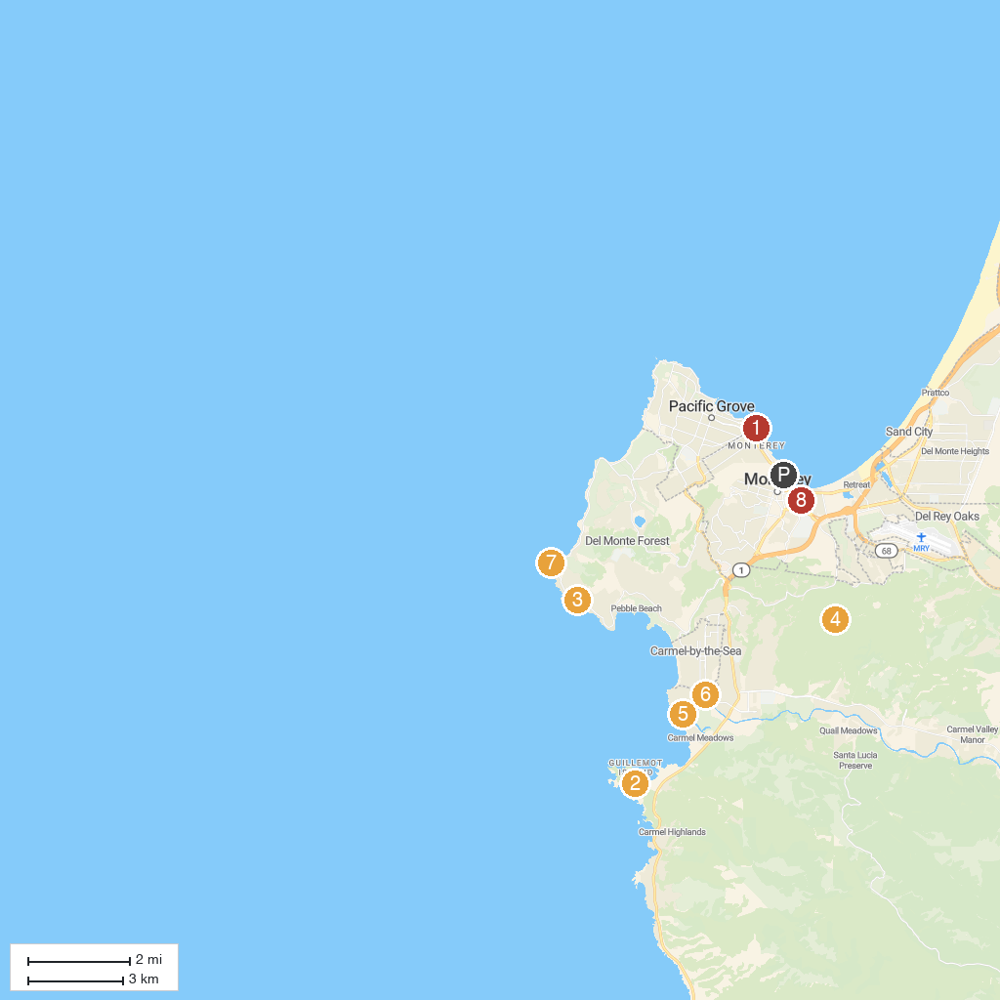 Prattco
Pacific Grove
1
Sand City
MONTEREY
Del Monte Heights
P
Retreat
8
Del Rey Oaks
Del Monte Forest
MRY
68
7
1
3
Pebble Beach
4
Carmel-by-the-Sea
6
5
Carmel Meadows
Quail Meadows
Carmel Valley
Manor
Santa Lucia
Preserve
GUILLEMOT
2
Carmel Highlands
2 mi
3 km